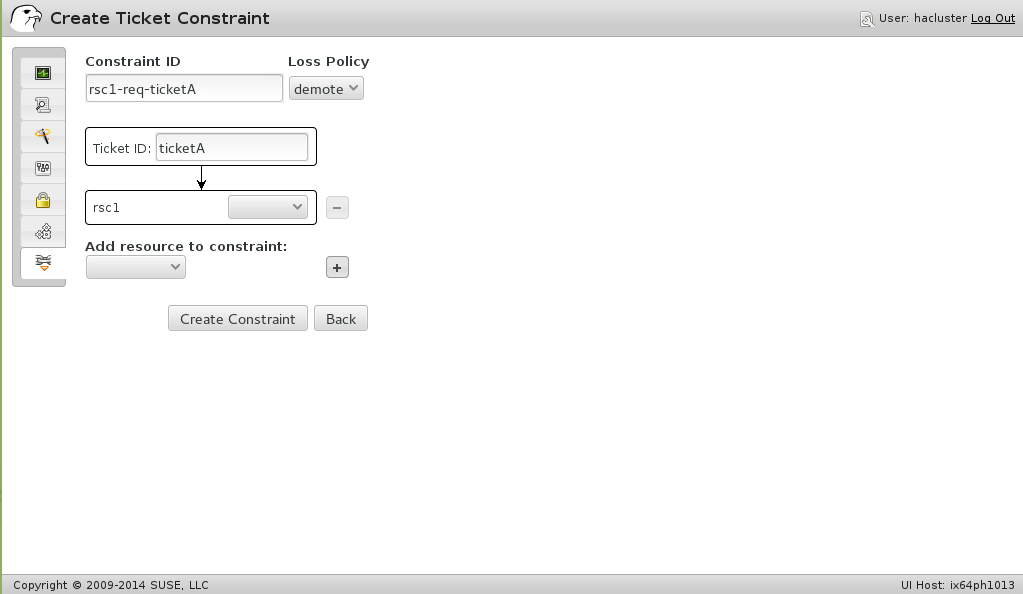 Create Ticket Constraint
User: hacluster Log Out
Constraint ID Loss Policy
rsc1-req-ticketA demote
Ticket ID: ticketA
rsc1
Add resource to constraint:
Create Constraint Back
Copyright © 2009-2014 SUSE, LLC UI Host: ix64ph1013